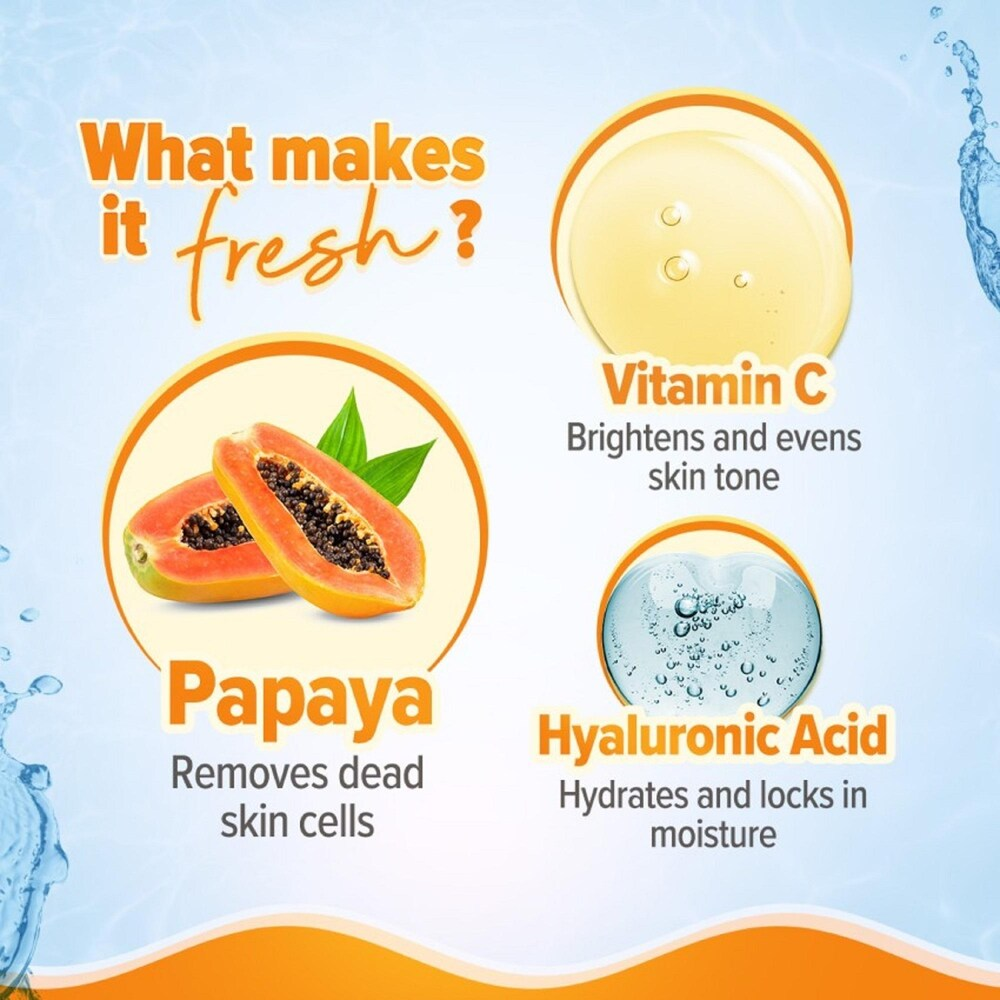 What makes
it fresh?
Vitamin C
Brightens and evens
skin tone
Papaya
Removes dead
skin cells
Hyaluronic Acid
Hydrates and locks in
moisture